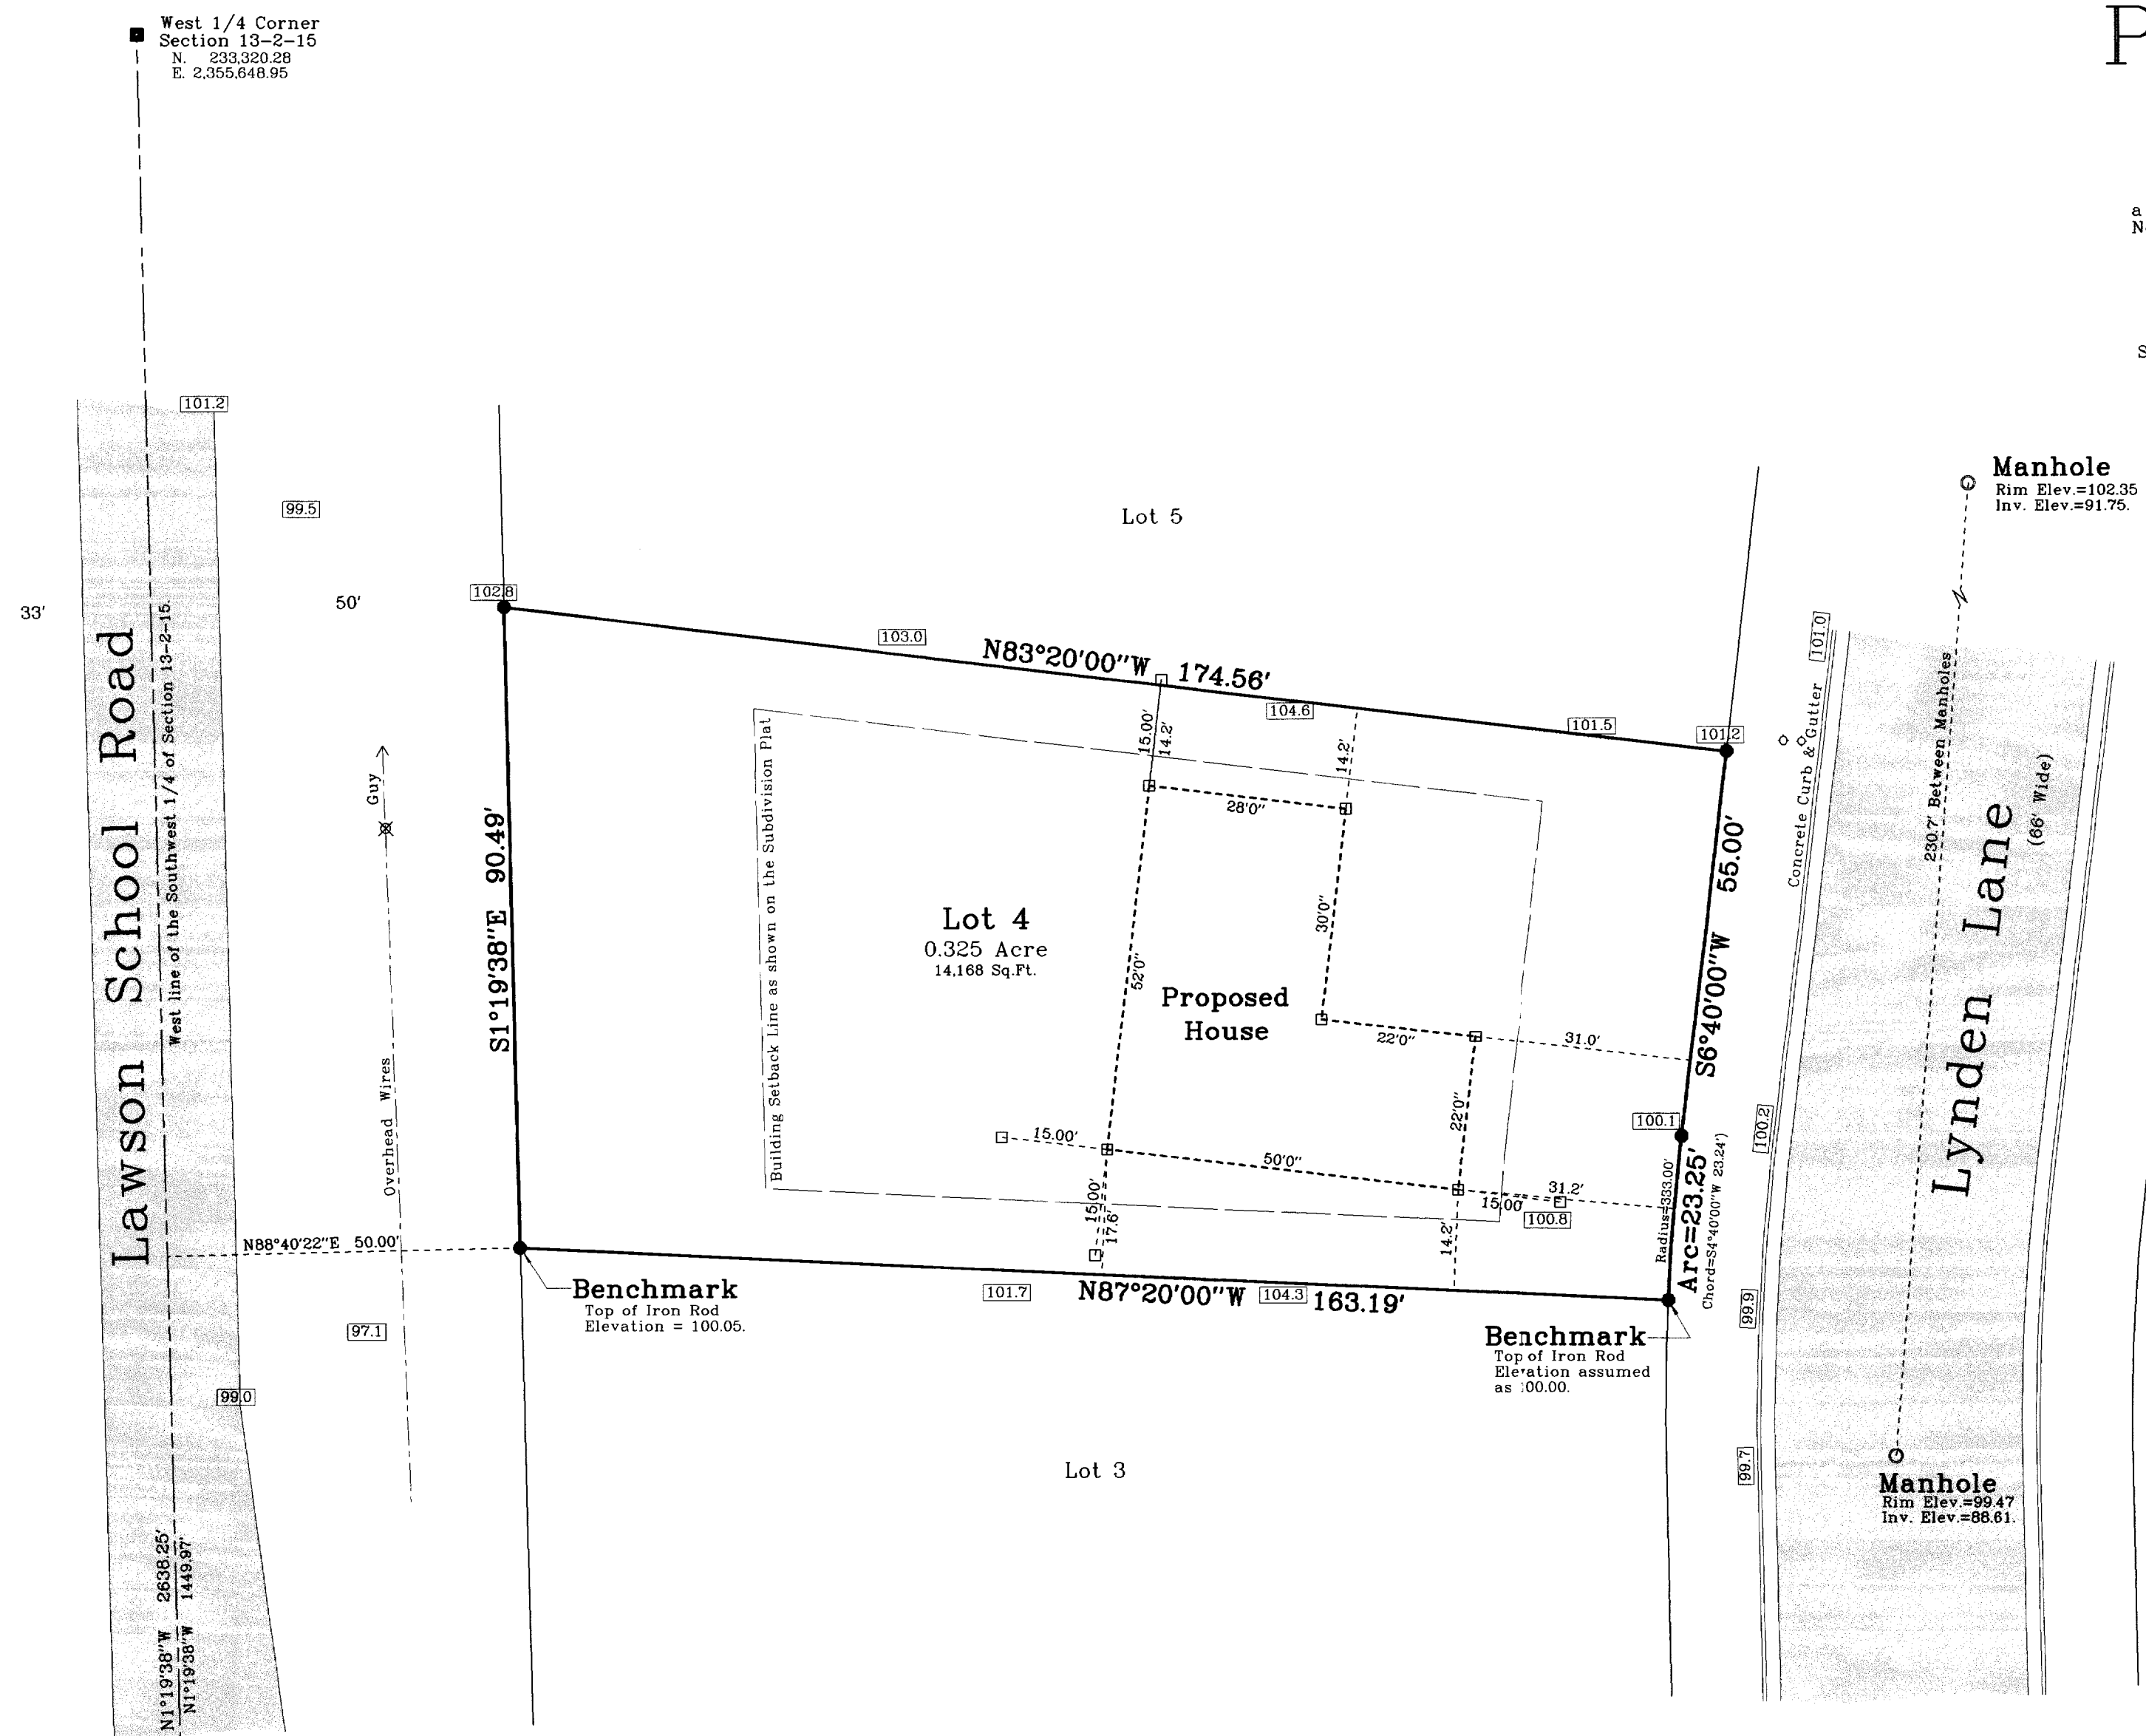 West 1/4 Corner
Section 13-2-15
N. 233,320.28
E. 2,355,648.95
P
a
S
101.2
99.5
33'
50'
Lot 5
Manhole
Rim Elev.=102.35
Inv. Elev.=91.75.
102.8
103.0
N83°20'00"W 174.56'
104.6
101.5
101.2
101.0
Lawson School Road
West line of the Southwest 1/4 of Section 13-2-15.
Guy
Overhead Wires
S1°19'38"E 90.49'
Building Setback Line as shown on the Subdivision Plat
15.00'
14.2'
14.2'
28'0"
30'0"
52'0"
Lot 4
0.325 Acre
14,168 Sq.Ft.
Proposed
House
22'0"
31.0'
22'0"
S6°40'00"W 55.00'
Concrete Curb & Gutter
230.7' Between Manholes
Lynden Lane
(66' Wide)
100.1
100.2
15.00'
50'0"
31.2'
15.00'
100.8
15.00'
17.6'
14.2'
Radius=333.00'
Arc=23.25'
Chord=S4°40'00"W 23.24')
N88°40'22"E 50.00'
Benchmark
Top of Iron Rod
Elevation = 100.05.
101.7
N87°20'00"W
104.3
163.19'
99.9
97.1
Benchmark
Top of Iron Rod
Elevation assumed
as :00.00.
99.0
99.7
Lot 3
Manhole
Rim Elev.=99.47
Inv. Elev.=88.61.
N1°19'38"W 2638.25'
N1°19'38"W 1449.97'